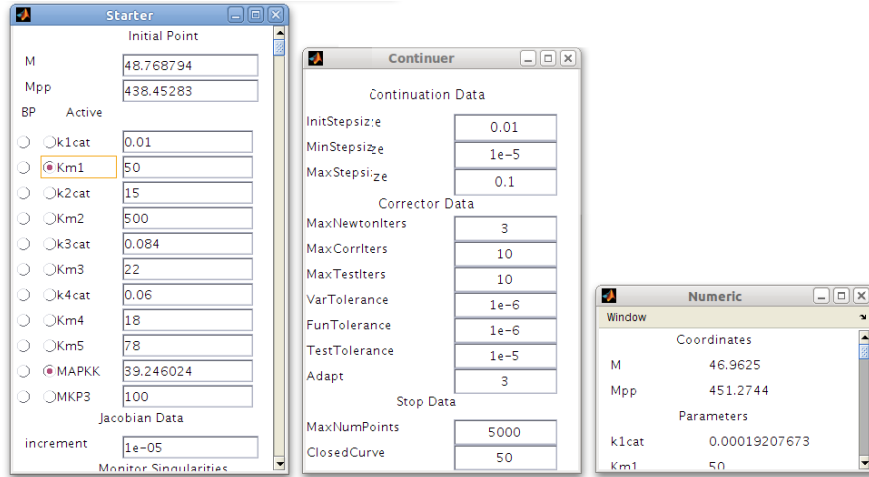 Starter
Initial Point
M 48.768794
Mpp 438.45283
BP Active
k1cat 0.01
Km1 50
k2cat 15
Km2 500
k3cat 0.084
Km3 22
k4cat 0.06
Km4 18
Km5 78
MAPKK 39.246024
MKP3 100
Jacobian Data
increment 1e-05
Monitor Singularities
Continuer
Continuation Data
InitStepsize 0.01
MinStepsize 1e-5
MaxStepsize 0.1
Corrector Data
MaxNewtonIters 3
MaxCorrIters 10
MaxTestIters 10
VarTolerance 1e-6
FunTolerance 1e-6
TestTolerance 1e-5
Adapt 3
Stop Data
MaxNumPoints 5000
ClosedCurve 50
Numeric
Window
Coordinates
M 46.9625
Mpp 451.2744
Parameters
k1cat 0.00019207673
Km1 50